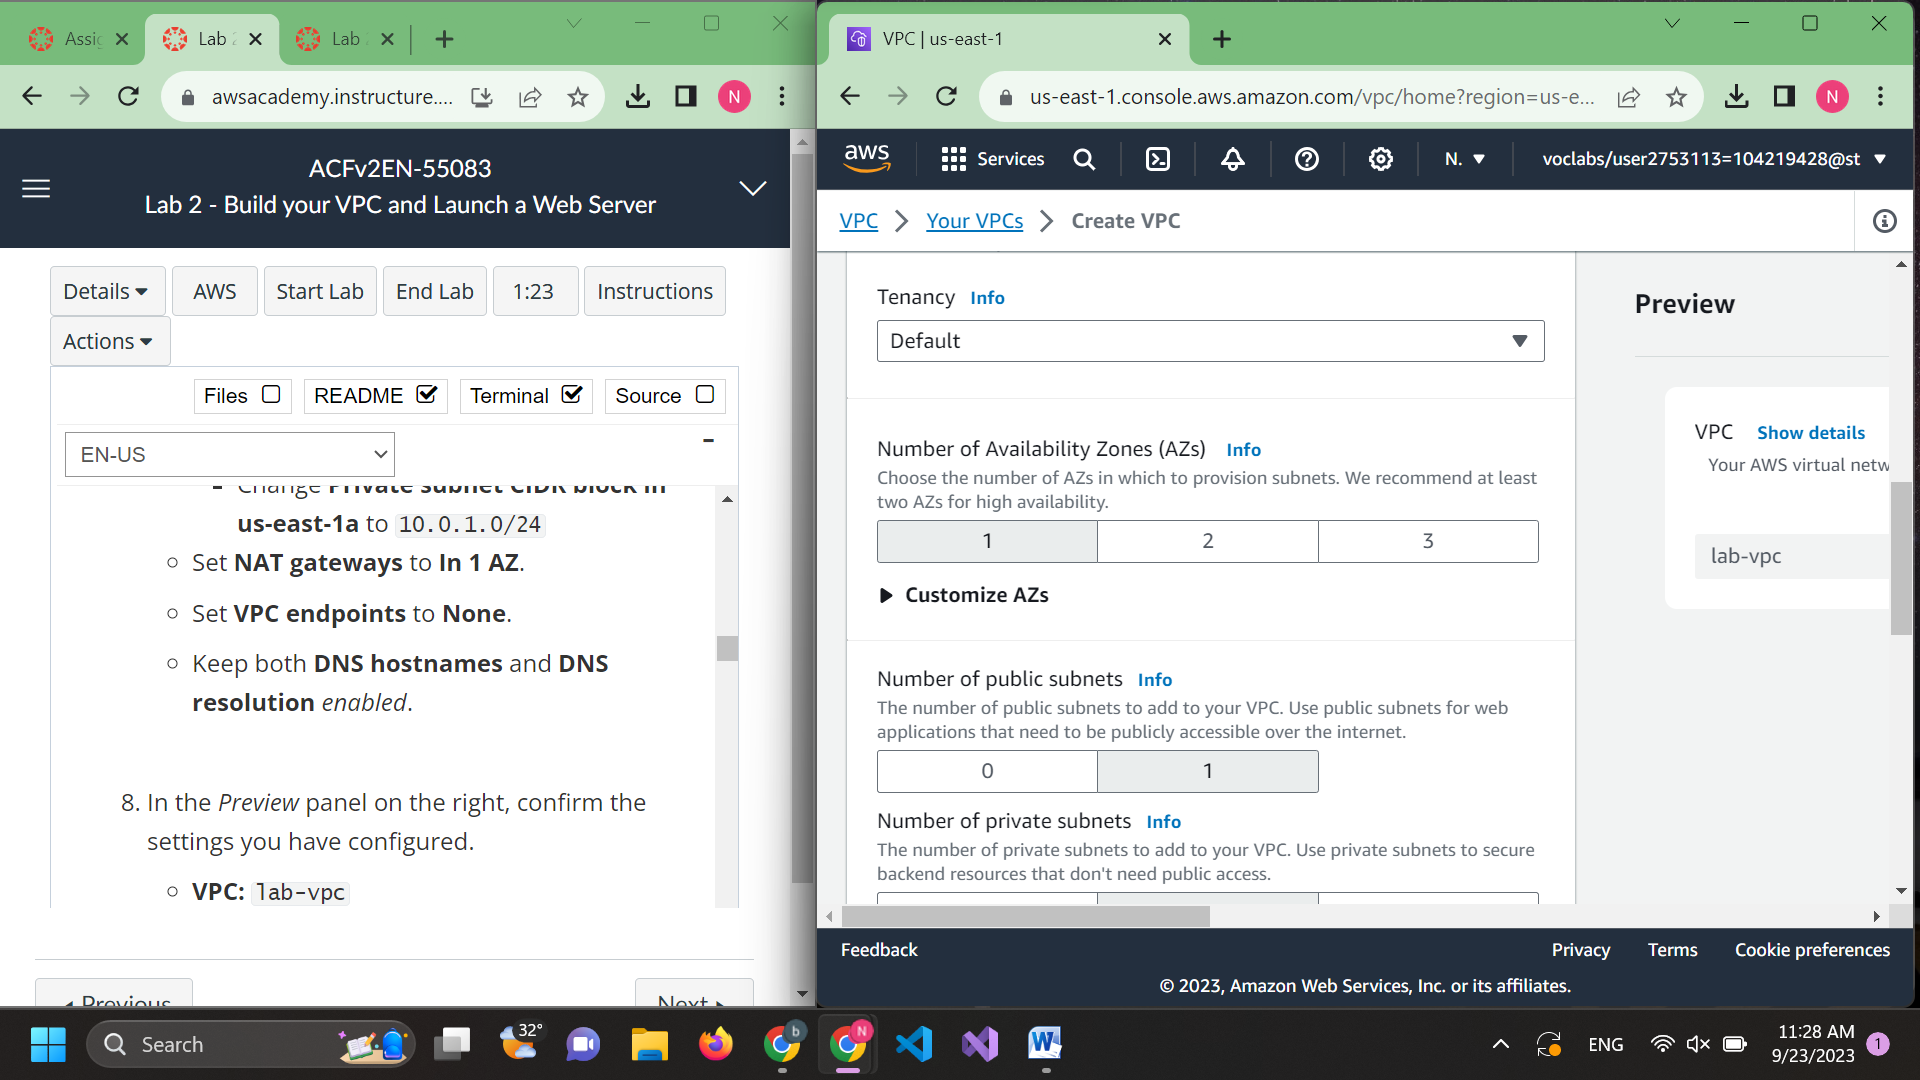 Assig
Lab 2
Lab
awsacademy.instructure....
N
ACFv2EN-55083
Lab 2 - Build your VPC and Launch a Web Server
Details
AWS
Start Lab
End Lab
1:23
Instructions
Actions
Files
README
Terminal
Source
EN-US
Change Private subnet CIDR block in
us-east-1a to 10.0.1.0/24
Set NAT gateways to In 1 AZ.
Set VPC endpoints to None.
Keep both DNS hostnames and DNS
resolution enabled.
8. In the Preview panel on the right, confirm the
settings you have configured.
VPC: lab-vpc
Previous
Next
VPC | us-east-1
us-east-1.console.aws.amazon.com/vpc/home?region=us-e...
N
aws
Services
N.
voclabs/user2753113=104219428@st
VPC
Your VPCs
Create VPC
Tenancy Info
Default
Number of Availability Zones (AZs) Info
Choose the number of AZs in which to provision subnets. We recommend at least
two AZs for high availability.
1
2
3
Customize AZs
Number of public subnets Info
The number of public subnets to add to your VPC. Use public subnets for web
applications that need to be publicly accessible over the internet.
0
1
Number of private subnets Info
The number of private subnets to add to your VPC. Use private subnets to secure
backend resources that don't need public access.
Preview
VPC Show details
Your AWS virtual netw
lab-vpc
Feedback
Privacy
Terms
Cookie preferences
© 2023, Amazon Web Services, Inc. or its affiliates.
Search
32°
b
N
W
ENG
11:28 AM
9/23/2023
1